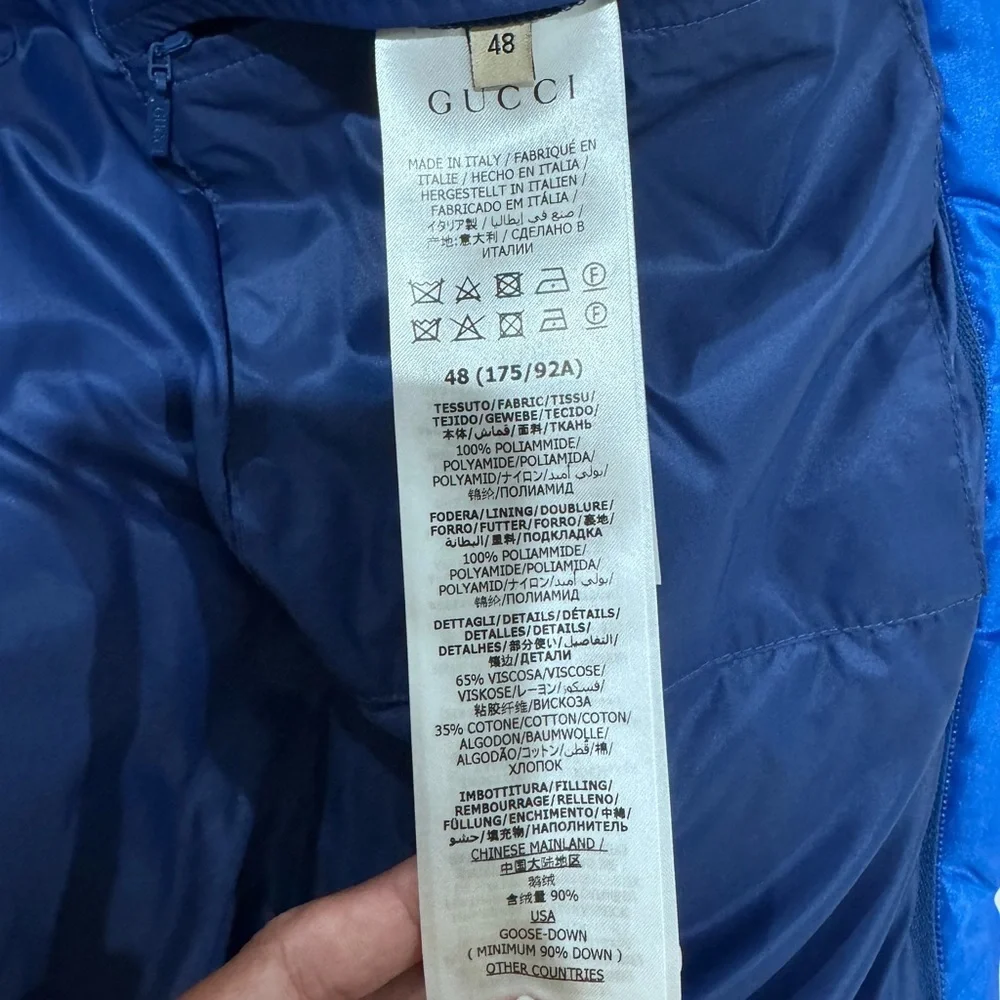 48
GUCCI
MADE IN ITALY / FABRIQUÉ EN
ITALIE / HECHO EN ITALIA /
HERGESTELLT IN ITALIEN /
FABRICADO EM ITÁLIA /
イタリア製 / صنع في إيطاليا /
产地:意大利 / СДЕЛАНО В
ИТАЛИИ
F
F
48 (175/92A)
TESSUTO/FABRIC/TISSU/
TEJIDO/GEWEBE/TECIDO/
本体/قماش/面料/ТКАНЬ
100% POLIAMMIDE/
POLYAMIDE/POLIAMIDA/
POLYAMID/ナイロン/بولي أميد/
锦纶/ПОЛИАМИД
FODERA/LINING/DOUBLURE/
FORRO/FUTTER/FORRO/裏地/
البطانة/里料/ПОДКЛАДКА
100% POLIAMMIDE/
POLYAMIDE/POLIAMIDA/
POLYAMID/ナイロン/بولي أميد/
锦纶/ПОЛИАМИД
DETTAGLI/DETAILS/DÉTAILS/
DETALLES/DETAILS/
DETALHES/部分使い/التفاصيل/
镶边/ДЕТАЛИ
65% VISCOSA/VISCOSE/
VISKOSE/レーヨン/فسكوز/
粘胶纤维/ВИСКОЗА
35% COTONE/COTTON/COTON/
ALGODON/BAUMWOLLE/
ALGODÃO/コットン/قطن/棉/
ХЛОПОК
IMBOTTITURA/FILLING/
REMBOURRAGE/RELLENO/
FÜLLUNG/ENCHIMENTO/中綿/
حشو/填充物/НАПОЛНИТЕЛЬ
CHINESE MAINLAND /
中国大陆地区
鹅绒
含绒量 90%
USA
GOOSE-DOWN
( MINIMUM 90% DOWN )
OTHER COUNTRIES